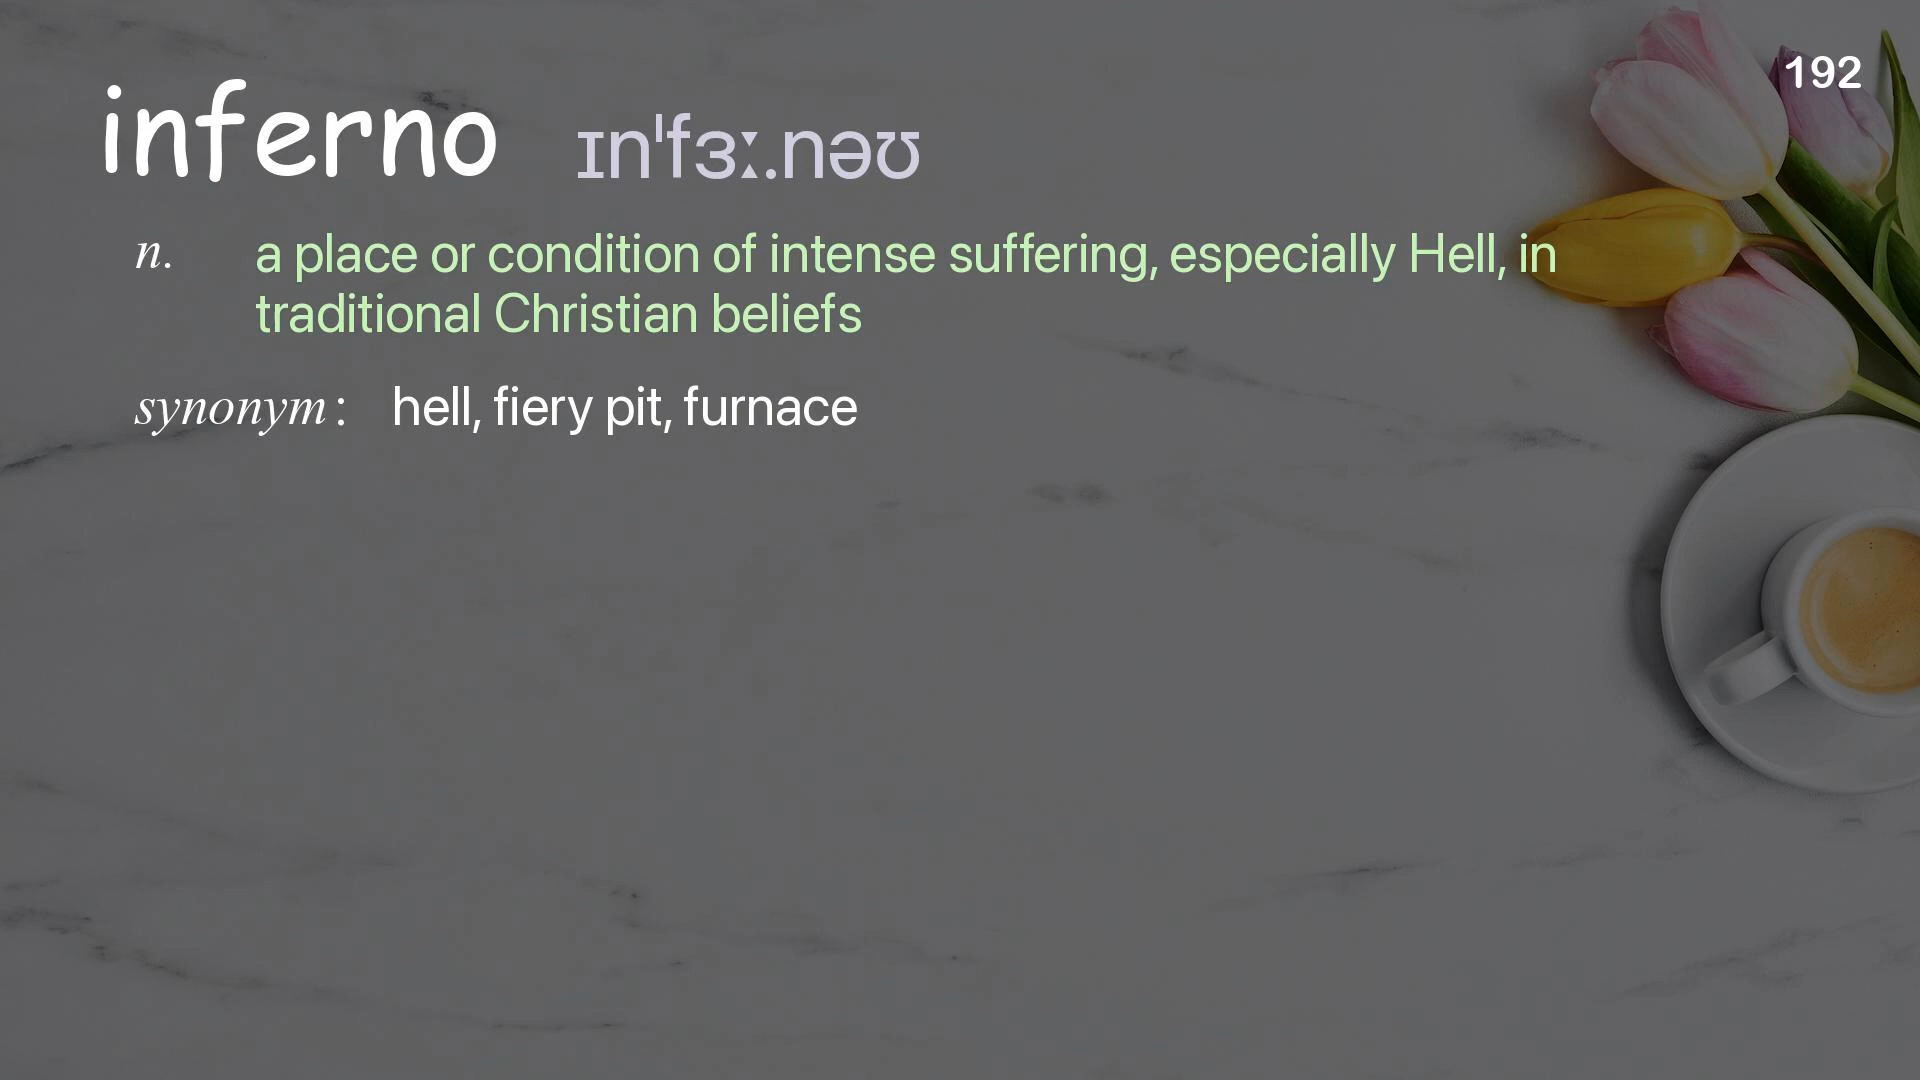 192
inferno ɪnˈfɜː.nəʊ
n. a place or condition of intense suffering, especially Hell, in
traditional Christian beliefs
synonym: hell, fiery pit, furnace